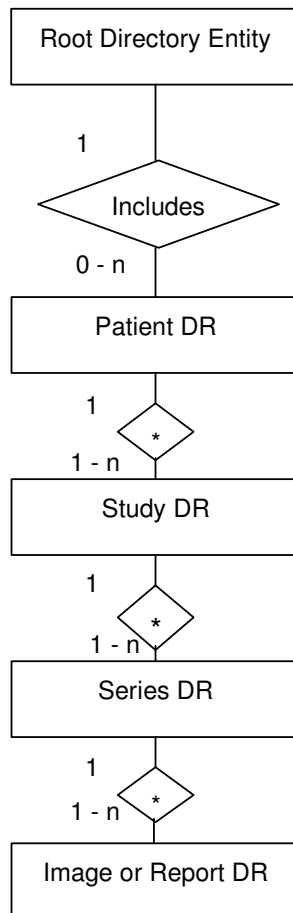 Root Directory Entity
1
Includes
0 - n
Patient DR
1
*
1 - n
Study DR
1
*
1 - n
Series DR
1
*
1 - n
Image or Report DR